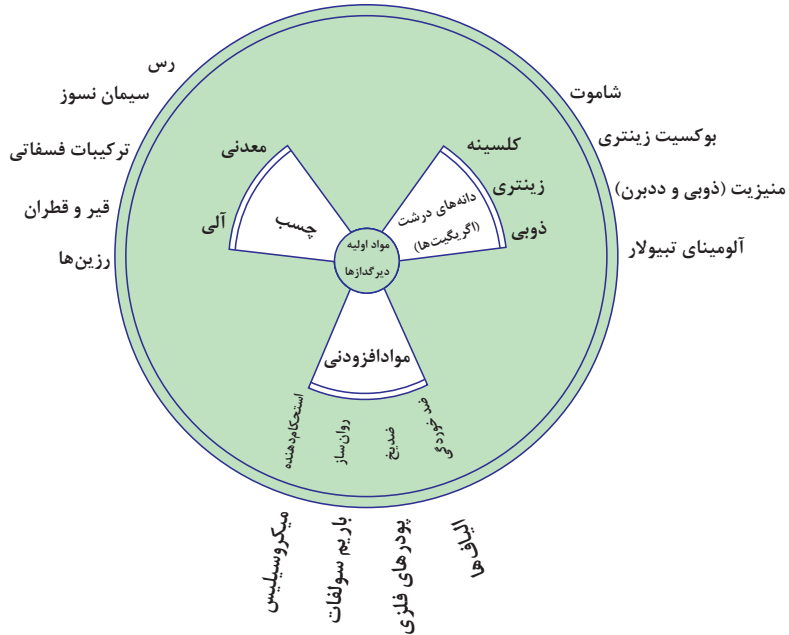 رس
سیمان نسوز
ترکیبات فسفاتی
قیر و قطران
رزین‌ها
شاموت
بوکسیت زینتری
منیزیت (ذوبی و ددبرن)
آلومینای تبیولار
معدنی
آلی
چسب
کلسینه
زینتری
ذوبی
دانه‌های درشت
(اگریگیت‌ها)
مواد اولیه
دیرگدازها
موادافزودنی
استحکام‌دهنده
روان‌ساز
ضدیخ
ضد خوردگی
میکروسیلیس
باریم سولفات
پودرهای فلزی
الیاف‌ها